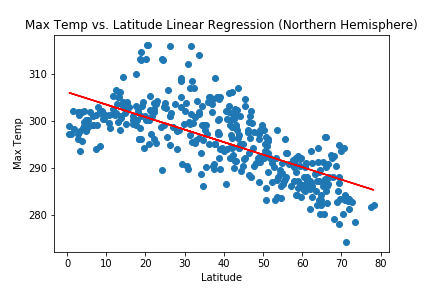 Max Temp vs. Latitude Linear Regression (Northern Hemisphere)
310
300
290
280
Max Temp
0 10 20 30 40 50 60 70 80
Latitude